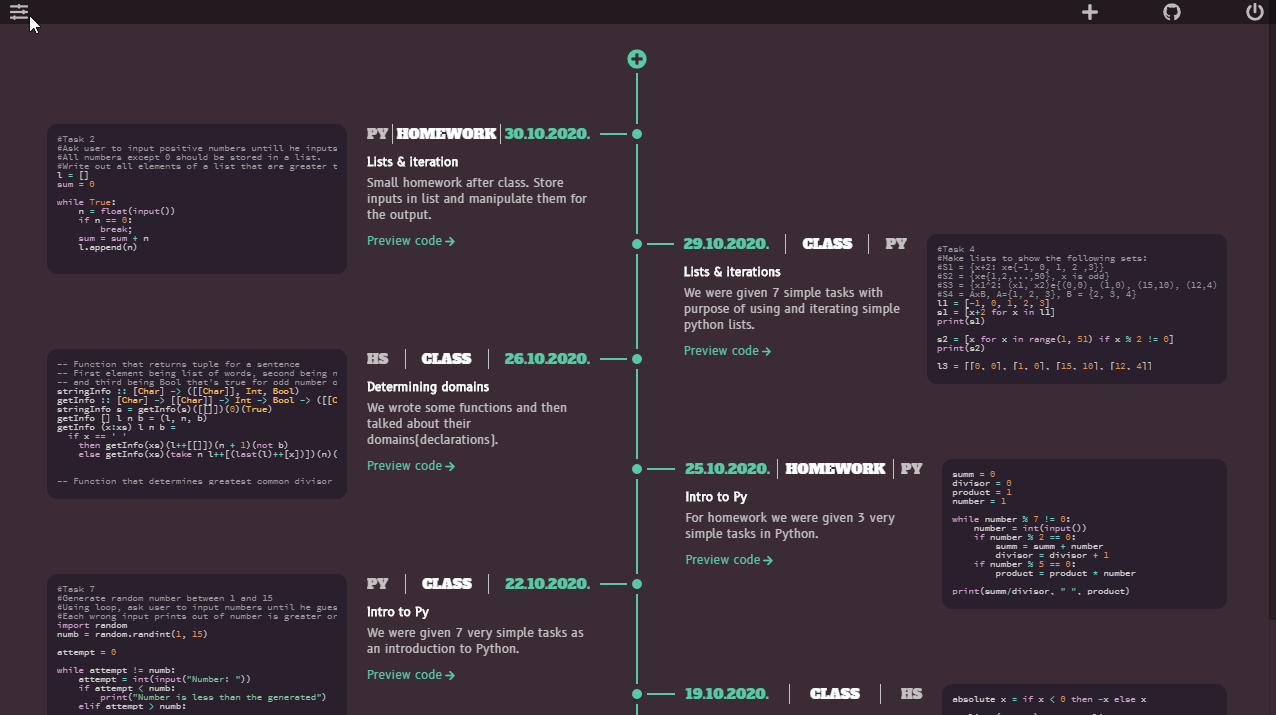 PY | HOMEWORK | 30.10.2020.
Lists & iteration
Small homework after class. Store
inputs in list and manipulate them for
the output.
Preview code
#Task 2
#Ask user to input positive numbers untill he inputs
#All numbers except 0 should be stored in a list.
#Write out all elements of a list that are greater t
l = []
sum = 0
while True:
n = float(input())
if n == 0:
break;
sum = sum + n
l.append(n)
29.10.2020. | CLASS | PY
Lists & iterations
We were given 7 simple tasks with
purpose of using and iterating simple
python lists.
Preview code
#Task 4
#Make lists to show the following sets:
#S1 = {x+2: xe{-1, 0, 1, 2 ,3}}
#S2 = {xe{1,2,...,50}, x is odd}
#S3 = {x1^2: (x1, x2)e{(0,0), (1,0), (15,10), (12,4)
#S4 = AxB, A={1, 2, 3}, B = {2, 3, 4}
l1 = [-1, 0, 1, 2, 3]
s1 = [x+2 for x in l1]
print(s1)
s2 = [x for x in range(1, 51) if x % 2 != 0]
print(s2)
l3 = [[0, 0], [1, 0], [15, 10], [12, 4]]
HS | CLASS | 26.10.2020.
Determining domains
We wrote some functions and then
talked about their
domains(declarations).
Preview code
-- Function that returns tuple for a sentence
-- First element being list of words, second being n
-- and third being Bool that's true for odd number o
stringInfo :: [Char] -> ([[Char]], Int, Bool)
getInfo :: [Char] -> [[Char]] -> Int -> Bool -> ([[C
stringInfo s = getInfo(s)([[]])(0)(True)
getInfo [] l n b = (l, n, b)
getInfo (x:xs) l n b =
if x == ' '
then getInfo(xs)(l++[[]])(n + 1)(not b)
else getInfo(xs)(take n l++[(last(l)++[x])])(n)(
-- Function that determines greatest common divisor
25.10.2020. | HOMEWORK | PY
Intro to Py
For homework we were given 3 very
simple tasks in Python.
Preview code
summ = 0
divisor = 0
product = 1
number = 1
while number % 7 != 0:
number = int(input())
if number % 2 == 0:
summ = summ + number
divisor = divisor + 1
if number % 5 == 0:
product = product * number
print(summ/divisor, " ", product)
PY | CLASS | 22.10.2020.
Intro to Py
We were given 7 very simple tasks as
an introduction to Python.
Preview code
#Task 7
#Generate random number between 1 and 15
#Using loop, ask user to input numbers until he gues
#Each wrong input prints out of number is greater or
import random
numb = random.randint(1, 15)
attempt = 0
while attempt != numb:
attempt = int(input("Number: "))
if attempt < numb:
print("Number is less than the generated")
elif attempt > numb:
19.10.2020. | CLASS | HS
absolute x = if x < 0 then -x else x